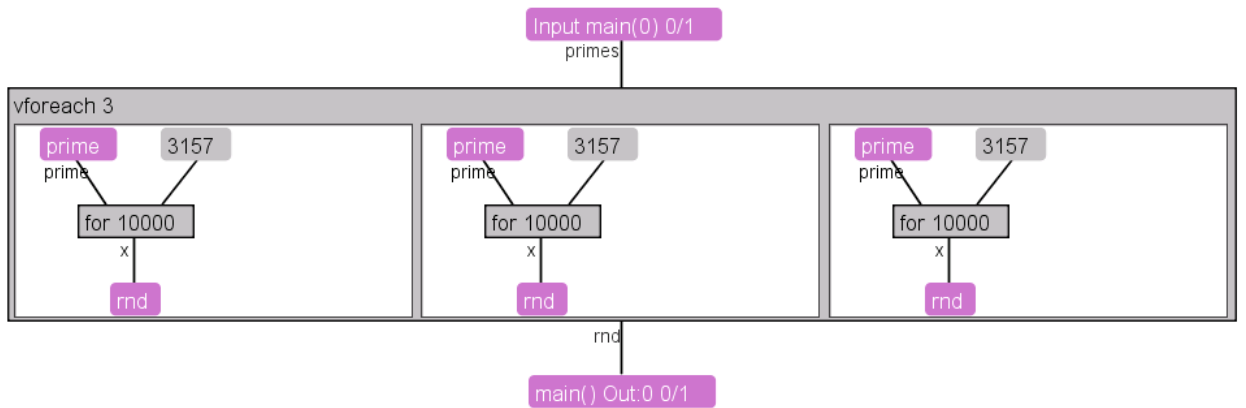 Input main(0) 0/1
primes
vforeach 3
prime 3157
prime
for 10000
x
rnd
prime 3157
prime
for 10000
x
rnd
prime 3157
prime
for 10000
x
rnd
rnd
main() Out:0 0/1